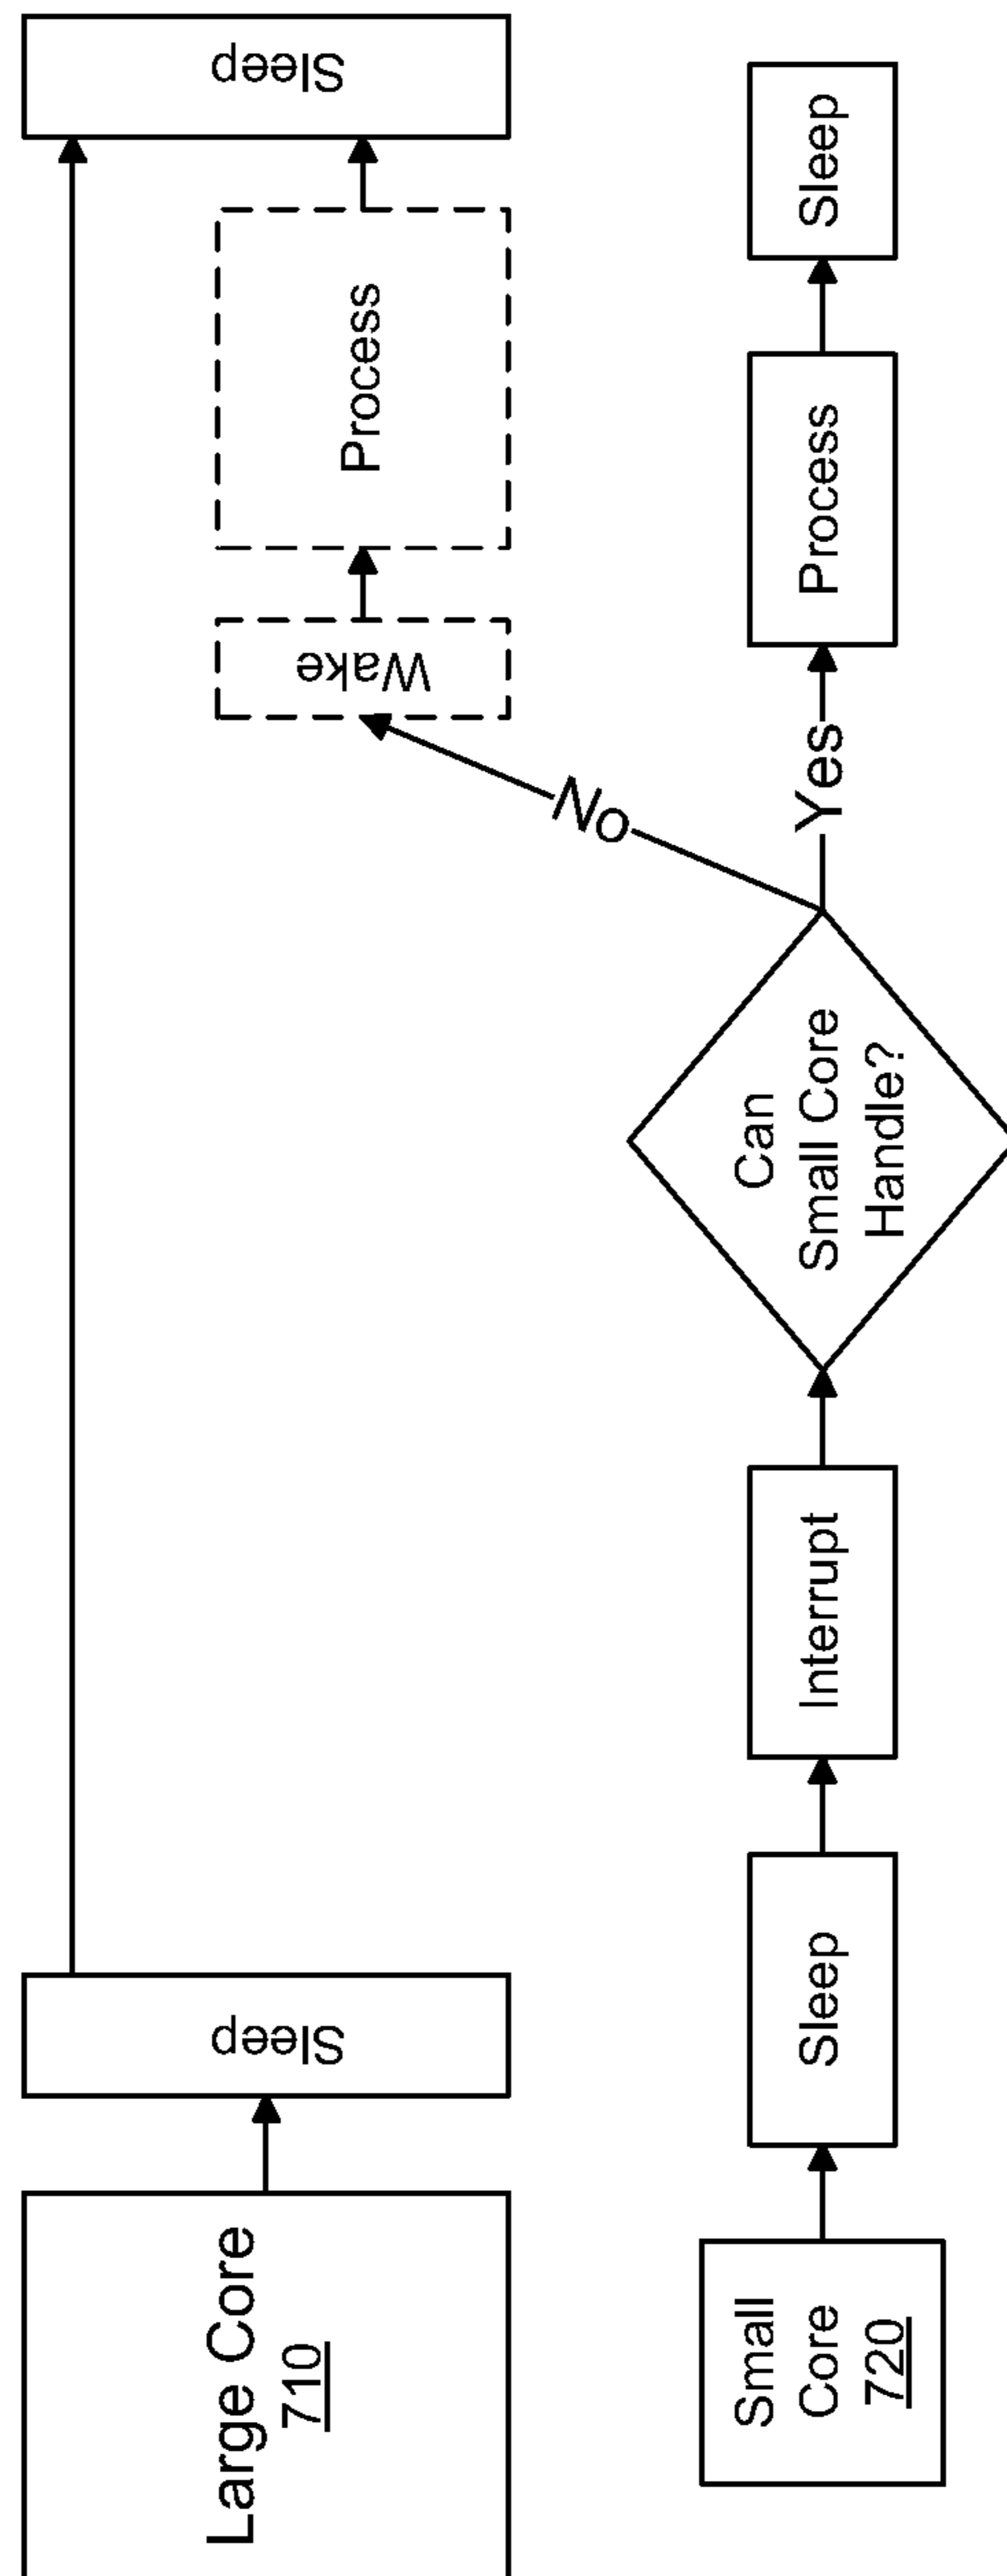 Large Core
710
Sleep
Wake
Process
Sleep
No
Small
Core
720
Sleep
Interrupt
Can
Small Core
Handle?
Yes
Process
Sleep